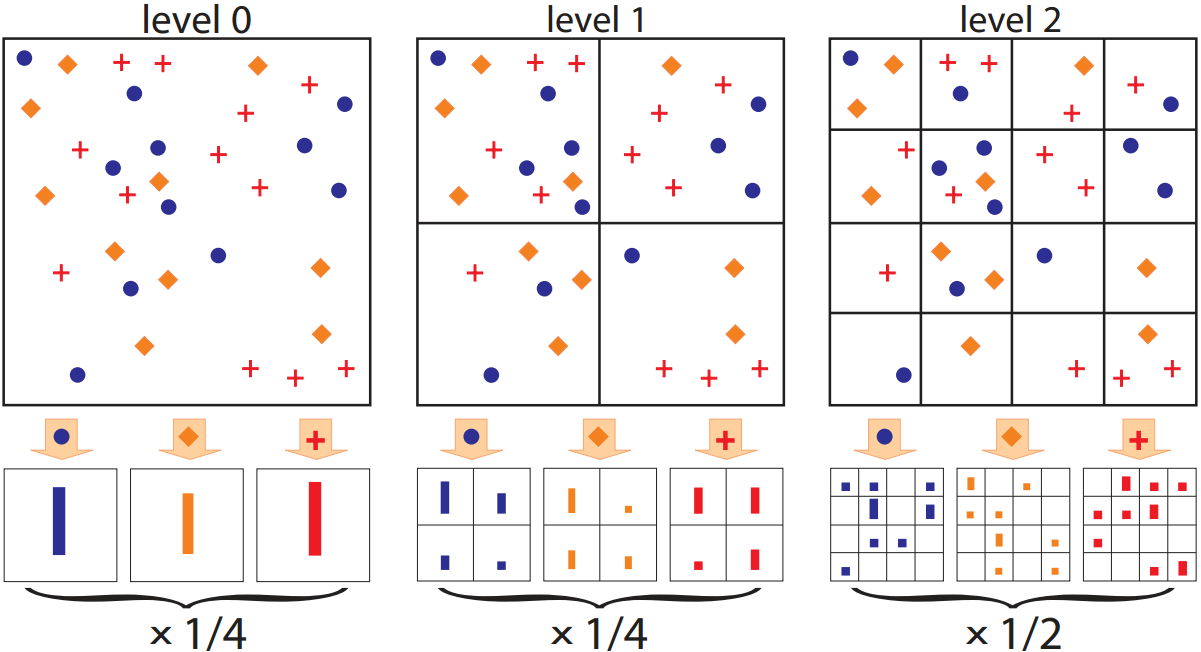 level 0
level 1
level 2
× 1/4
× 1/4
× 1/2